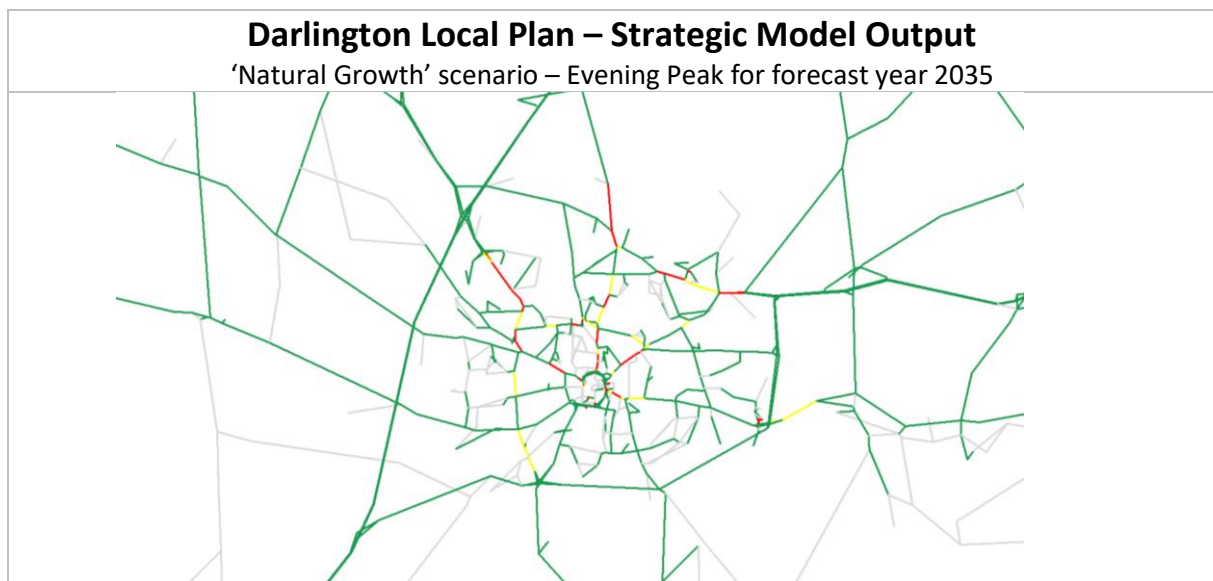 Darlington Local Plan – Strategic Model Output
‘Natural Growth’ scenario – Evening Peak for forecast year 2035